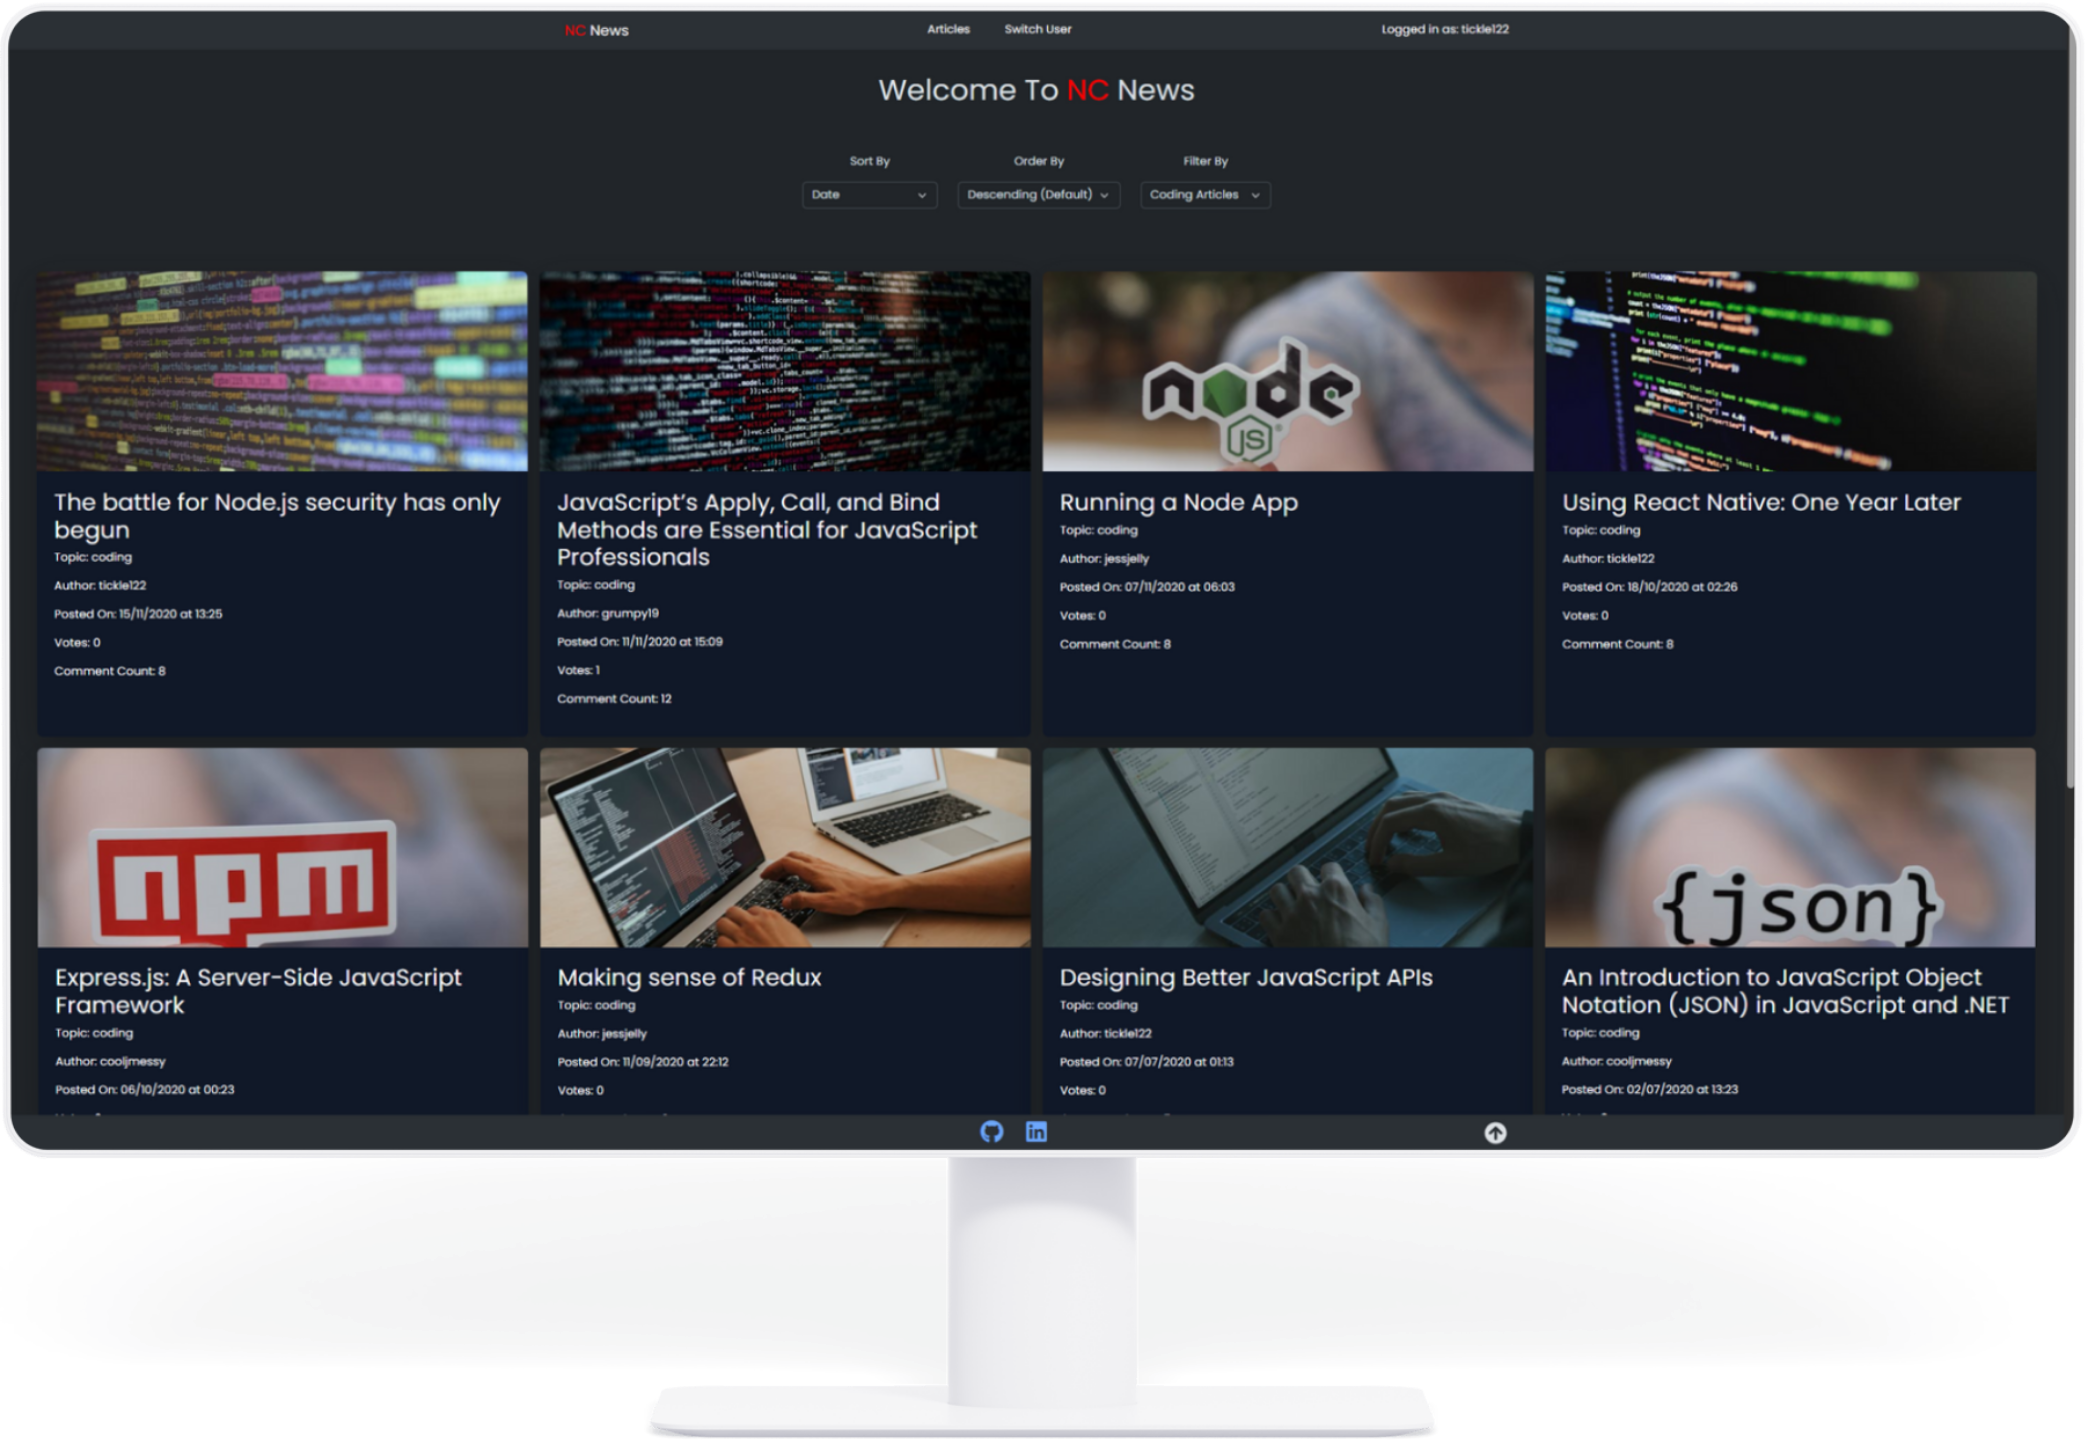 NC News
Articles
Switch User
Logged in as: tickle122
Welcome To NC News
Sort By
Order By
Filter By
Date
Descending (Default)
Coding Articles
node
JS
The battle for Node.js security has only
begun
Topic: coding
Author: tickle122
Posted On: 15/11/2020 at 13:25
Votes: 0
Comment Count: 8
JavaScript’s Apply, Call, and Bind
Methods are Essential for JavaScript
Professionals
Topic: coding
Author: grumpy19
Posted On: 11/11/2020 at 15:09
Votes: 1
Comment Count: 12
Running a Node App
Topic: coding
Author: jessjelly
Posted On: 07/11/2020 at 06:03
Votes: 0
Comment Count: 8
Using React Native: One Year Later
Topic: coding
Author: tickle122
Posted On: 18/10/2020 at 02:26
Votes: 0
Comment Count: 8
npm
{json}
Express.js: A Server-Side JavaScript
Framework
Topic: coding
Author: cooljmessy
Posted On: 06/10/2020 at 00:23
Making sense of Redux
Topic: coding
Author: jessjelly
Posted On: 11/09/2020 at 22:12
Votes: 0
Designing Better JavaScript APIs
Topic: coding
Author: tickle122
Posted On: 07/07/2020 at 01:13
Votes: 0
An Introduction to JavaScript Object
Notation (JSON) in JavaScript and .NET
Topic: coding
Author: cooljmessy
Posted On: 02/07/2020 at 13:23
in